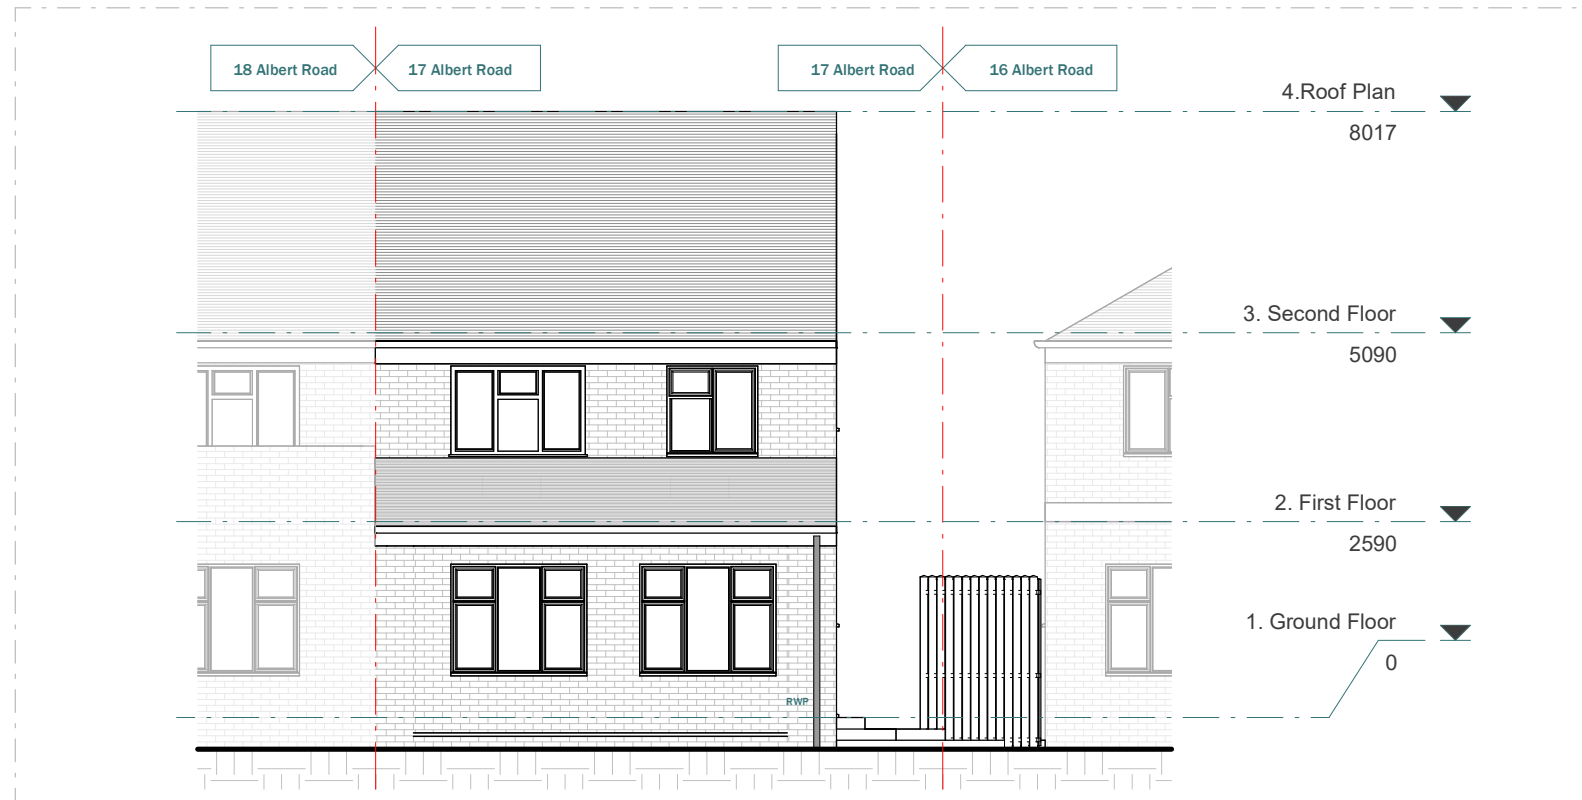 18 Albert Road
17 Albert Road
17 Albert Road
16 Albert Road
4.Roof Plan
8017
3. Second Floor
5090
2. First Floor
2590
1. Ground Floor
0
RWP